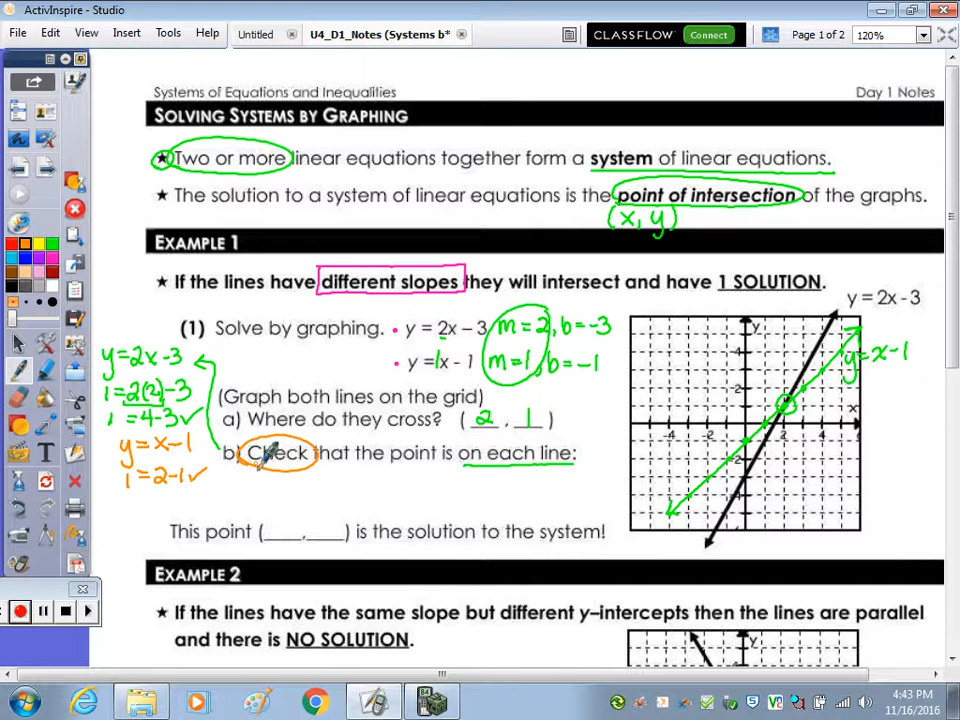 ActivInspire - Studio
File Edit View Insert Tools Help Untitled U4_D1_Notes (Systems b* CLASSFLOW Connect Page 1 of 2 120%
Systems of Equations and Inequalities Day 1 Notes
SOLVING SYSTEMS BY GRAPHING
★ Two or more linear equations together form a system of linear equations.
★ The solution to a system of linear equations is the point of intersection of the graphs.
(x, y)
EXAMPLE 1
★ If the lines have different slopes they will intersect and have 1 SOLUTION.
y = 2x - 3
(1) Solve by graphing. • y = 2x – 3 m=2, b=-3
• y = 1x - 1 m=1, b=-1
y=2x-3
1=2(2)-3
1=4-3✓
y=x-1
1=2-1✓
(Graph both lines on the grid)
a) Where do they cross? (2, 1)
b) Check that the point is on each line:
y
4
2
-4 -2 2 4
x
-2
y=x-1
This point (____,____) is the solution to the system!
EXAMPLE 2
★ If the lines have the same slope but different y–intercepts then the lines are parallel
and there is NO SOLUTION.
y
84
4:43 PM
11/16/2016